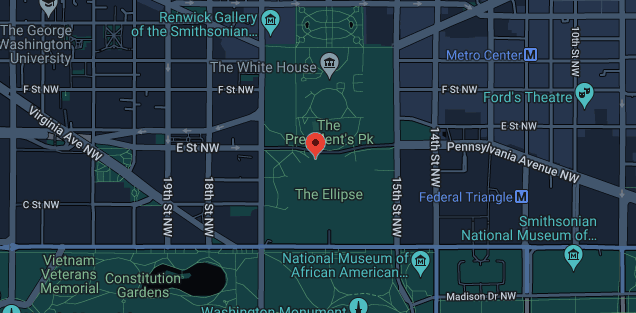 The George
Washington
University
Renwick Gallery
of the Smithsonian...
The White House
Metro Center M
10th St NW
F St NW
F St NW
F St NW
Ford's Theatre
Virginia Ave NW
The
President's Pk
E St NW
E St NW
Pennsylvania Avenue NW
14th St NW
19th St NW
18th St NW
15th St NW
The Ellipse
Federal Triangle M
C St NW
Smithsonian
National Museum of...
Vietnam
Veterans
Memorial
Constitution
Gardens
National Museum of
African American...
Washington Monument
Madison Dr NW